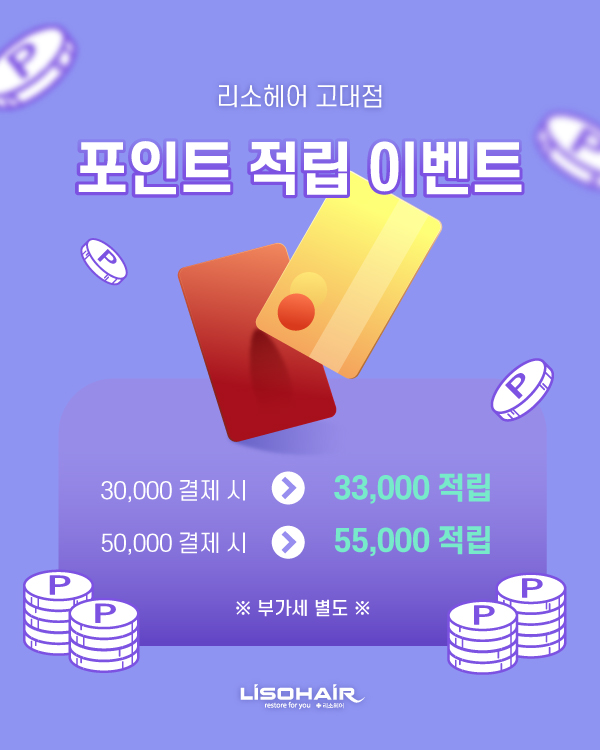 리소헤어 고대점
포인트 적립 이벤트
P
P
P
P
P
30,000 결제 시 33,000 적립
50,000 결제 시 55,000 적립
※ 부가세 별도 ※
P
P
P
P
LISOHAIR
restore for you 리소헤어